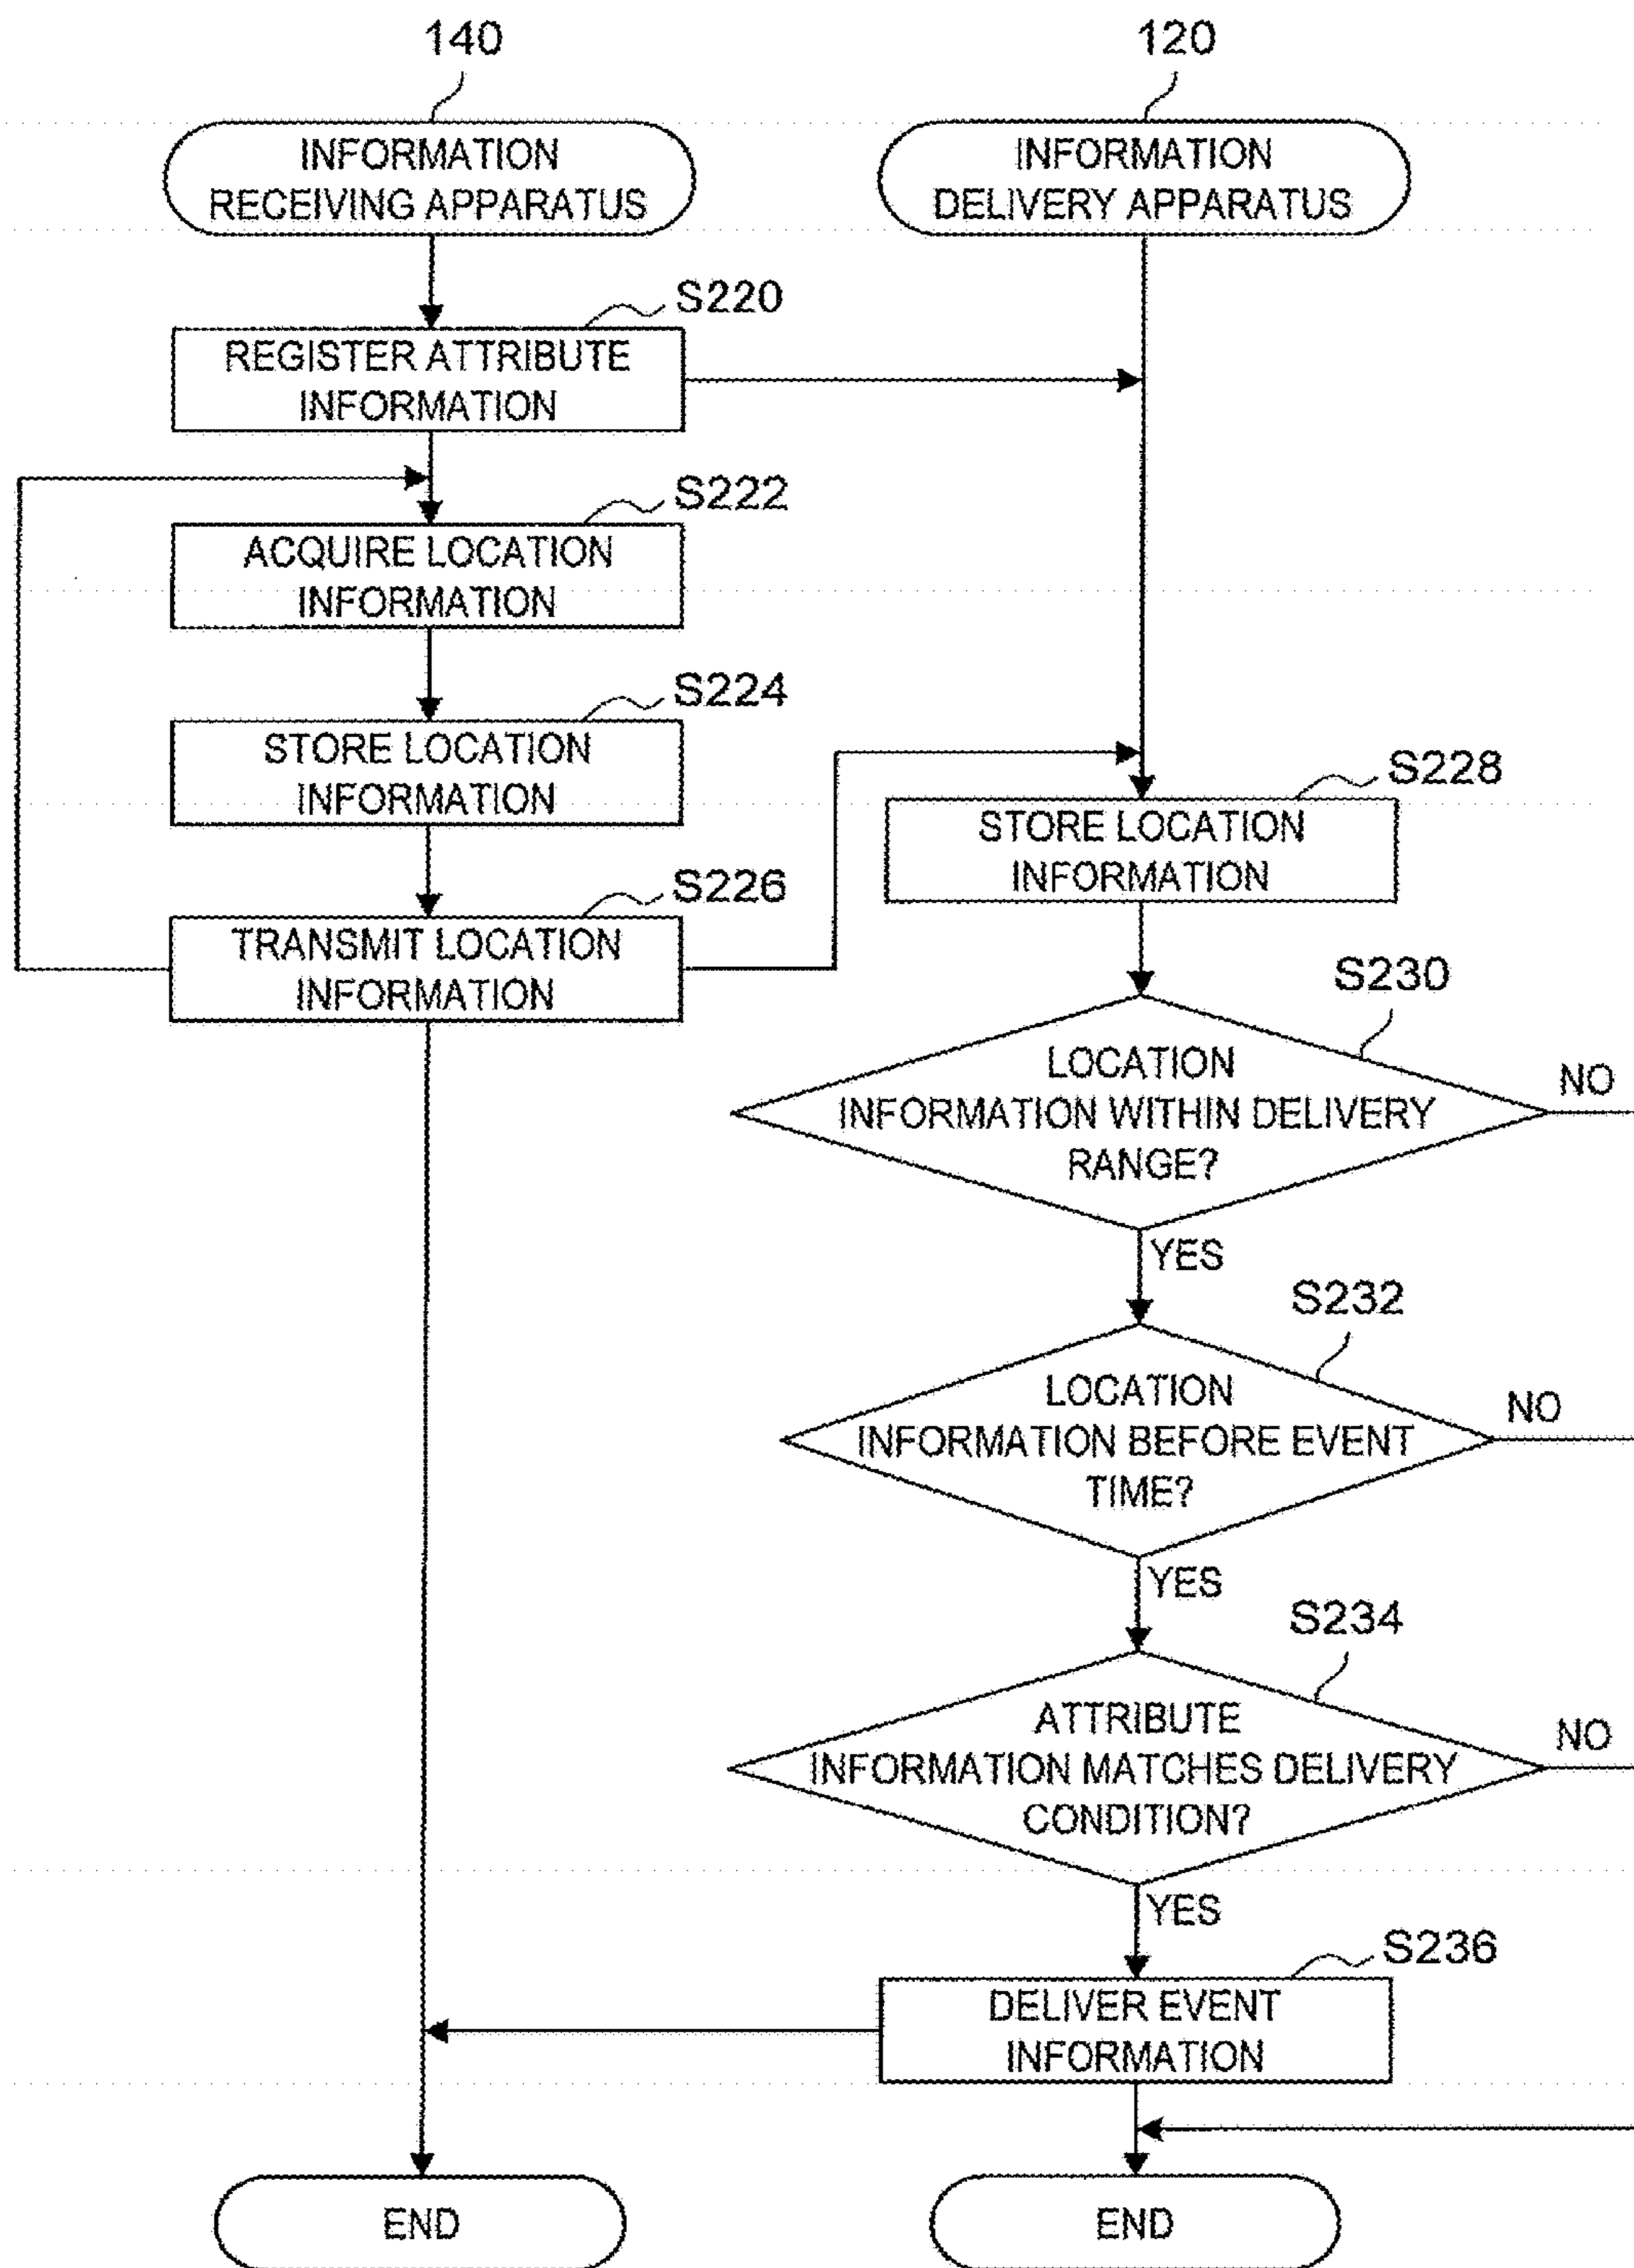 140
120
INFORMATION
RECEIVING APPARATUS
INFORMATION
DELIVERY APPARATUS
S220
REGISTER ATTRIBUTE
INFORMATION
S222
ACQUIRE LOCATION
INFORMATION
S224
STORE LOCATION
INFORMATION
S226
TRANSMIT LOCATION
INFORMATION
S228
STORE LOCATION
INFORMATION
S230
LOCATION
INFORMATION WITHIN DELIVERY
RANGE?
NO
YES
S232
LOCATION
INFORMATION BEFORE EVENT
TIME?
NO
YES
S234
ATTRIBUTE
INFORMATION MATCHES DELIVERY
CONDITION?
NO
YES
S236
DELIVER EVENT
INFORMATION
END
END